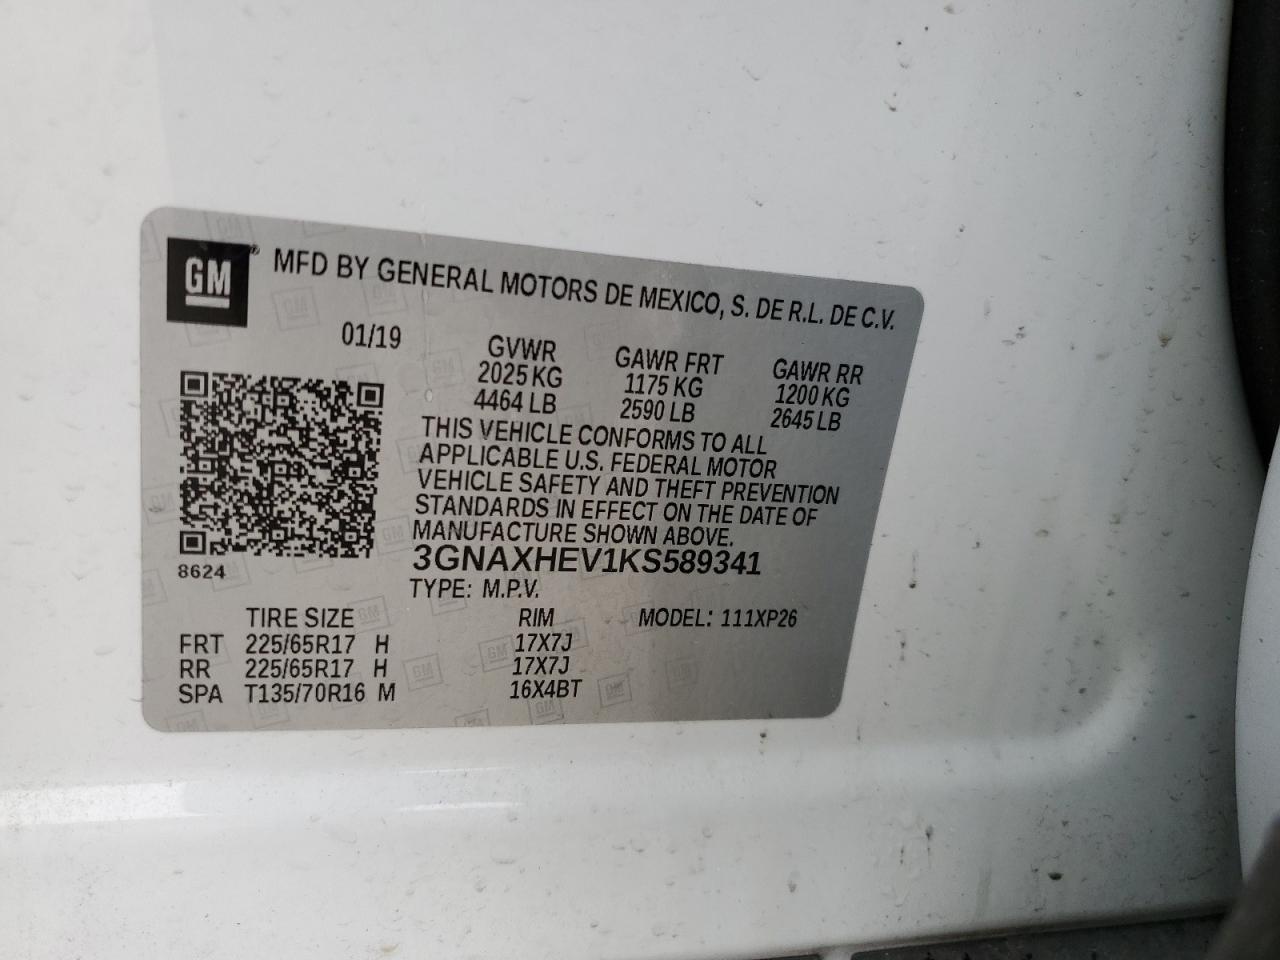 GM® MFD BY GENERAL MOTORS DE MEXICO, S. DE R.L. DE C.V.
01/19
GVWR GAWR FRT GAWR RR
2025 KG 1175 KG 1200 KG
4464 LB 2590 LB 2645 LB
THIS VEHICLE CONFORMS TO ALL
APPLICABLE U.S. FEDERAL MOTOR
VEHICLE SAFETY AND THEFT PREVENTION
STANDARDS IN EFFECT ON THE DATE OF
MANUFACTURE SHOWN ABOVE.
3GNAXHEV1KS589341
8624
TYPE: M.P.V.
TIRE SIZE RIM MODEL: 111XP26
FRT 225/65R17 H 17X7J
RR 225/65R17 H 17X7J
SPA T135/70R16 M 16X4BT